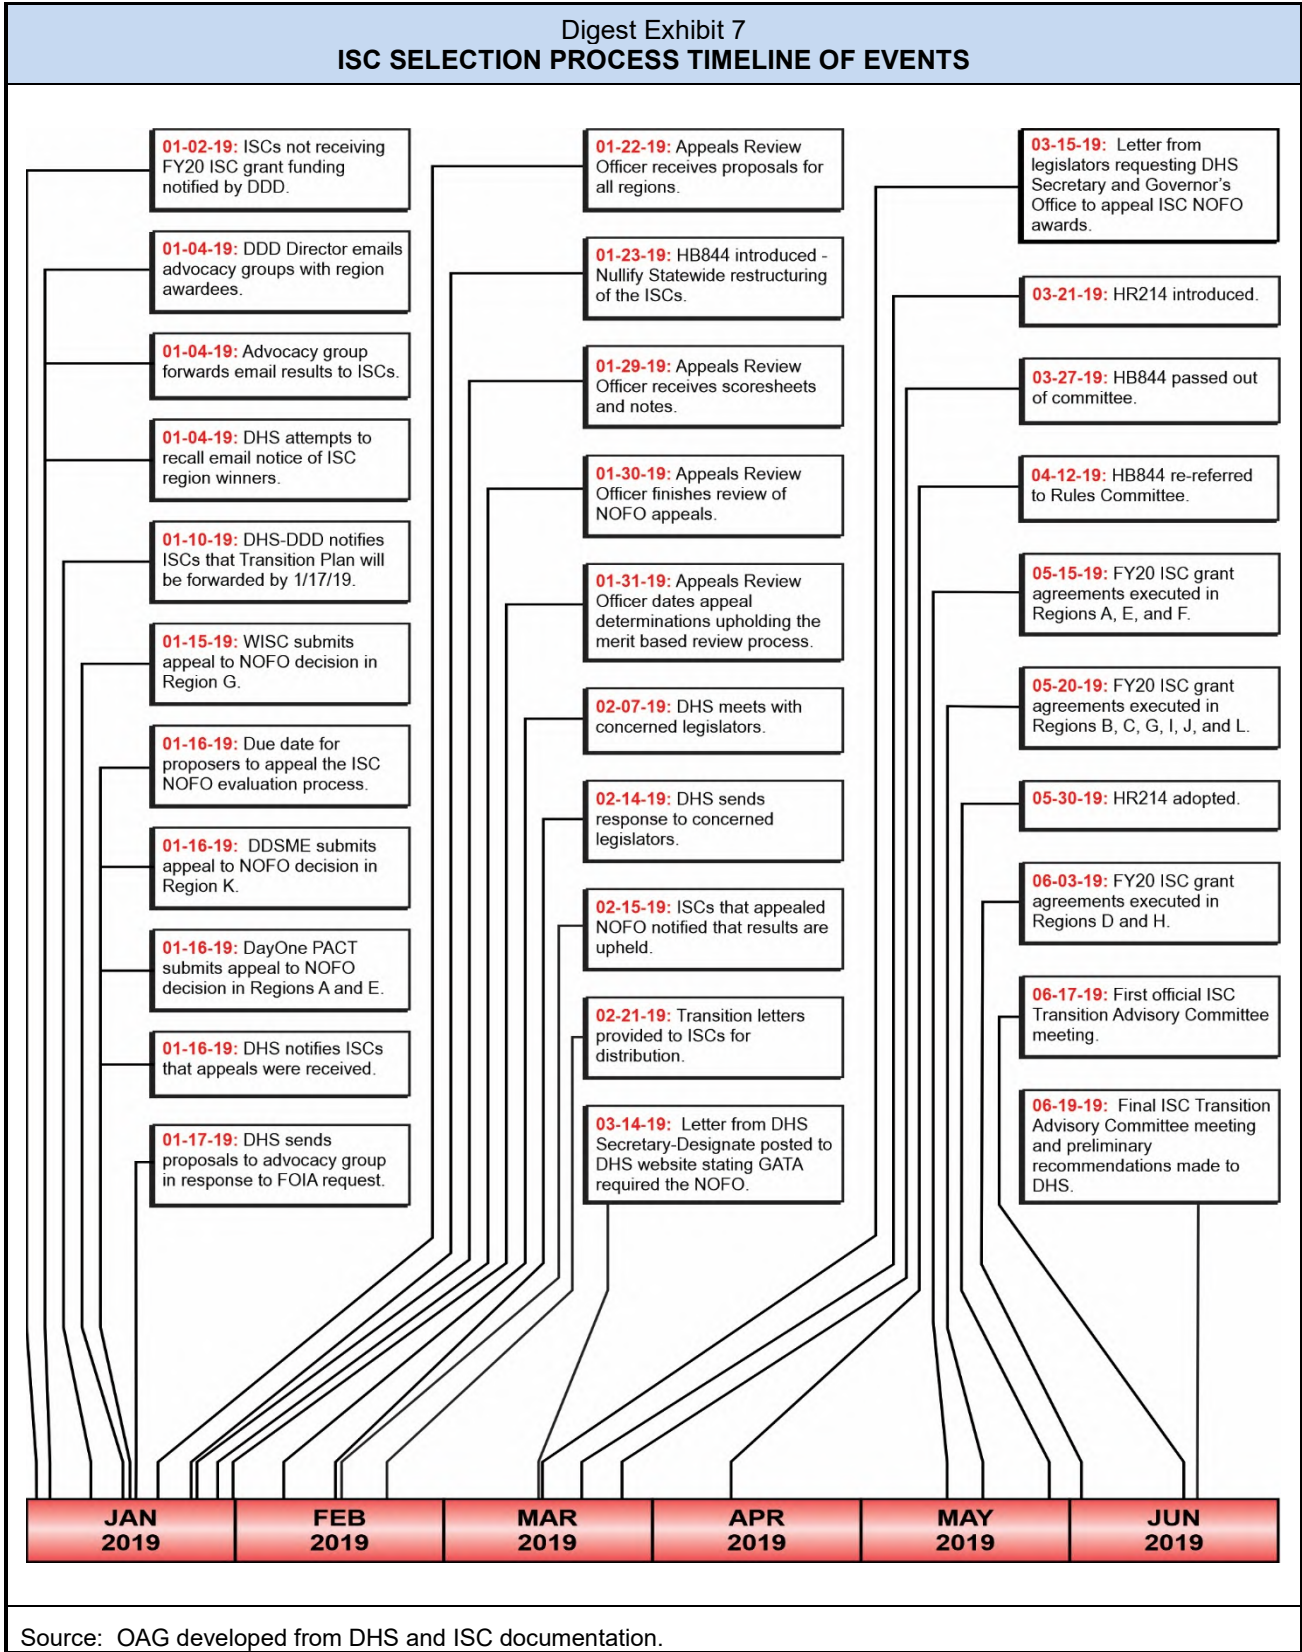 Digest Exhibit 7
ISC SELECTION PROCESS TIMELINE OF EVENTS
01-02-19: ISCs not receiving
FY20 ISC grant funding
notified by DDD.
01-04-19: DDD Director emails
advocacy groups with region
awardees.
01-04-19: Advocacy group
forwards email results to ISCs.
01-04-19: DHS attempts to
recall email notice of ISC
region winners.
01-10-19: DHS-DDD notifies
ISCs that Transition Plan will
be forwarded by 1/17/19.
01-15-19: WISC submits
appeal to NOFO decision in
Region G.
01-16-19: Due date for
proposers to appeal the ISC
NOFO evaluation process.
01-16-19: DDSME submits
appeal to NOFO decision in
Region K.
01-16-19: DayOne PACT
submits appeal to NOFO
decision in Regions A and E.
01-16-19: DHS notifies ISCs
that appeals were received.
01-17-19: DHS sends
proposals to advocacy group
in response to FOIA request.
01-22-19: Appeals Review
Officer receives proposals for
all regions.
01-23-19: HB844 introduced -
Nullify Statewide restructuring
of the ISCs.
01-29-19: Appeals Review
Officer receives scoresheets
and notes.
01-30-19: Appeals Review
Officer finishes review of
NOFO appeals.
01-31-19: Appeals Review
Officer dates appeal
determinations upholding the
merit based review process.
02-07-19: DHS meets with
concerned legislators.
02-14-19: DHS sends
response to concerned
legislators.
02-15-19: ISCs that appealed
NOFO notified that results are
upheld.
02-21-19: Transition letters
provided to ISCs for
distribution.
03-14-19: Letter from DHS
Secretary-Designate posted to
DHS website stating GATA
required the NOFO.
03-15-19: Letter from
legislators requesting DHS
Secretary and Governor's
Office to appeal ISC NOFO
awards.
03-21-19: HR214 introduced.
03-27-19: HB844 passed out
of committee.
04-12-19: HB844 re-referred
to Rules Committee.
05-15-19: FY20 ISC grant
agreements executed in
Regions A, E, and F.
05-20-19: FY20 ISC grant
agreements executed in
Regions B, C, G, I, J, and L.
05-30-19: HR214 adopted.
06-03-19: FY20 ISC grant
agreements executed in
Regions D and H.
06-17-19: First official ISC
Transition Advisory Committee
meeting.
06-19-19: Final ISC Transition
Advisory Committee meeting
and preliminary
recommendations made to
DHS.
JAN
2019
FEB
2019
MAR
2019
APR
2019
MAY
2019
JUN
2019
Source: OAG developed from DHS and ISC documentation.